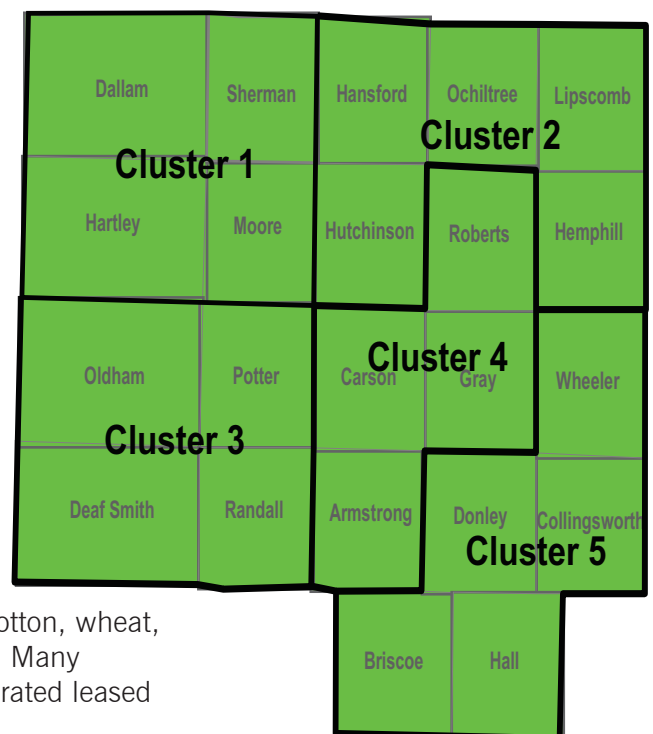 Dallam
Sherman
Hansford
Ochiltree
Lipscomb
Cluster 1
Cluster 2
Hartley
Moore
Hutchinson
Roberts
Hemphill
Oldham
Potter
Carson
Cluster 4
Gray
Wheeler
Cluster 3
Deaf Smith
Randall
Armstrong
Donley
Collingsworth
Cluster 5
otton, wheat,
Many
rated leased
Briscoe
Hall